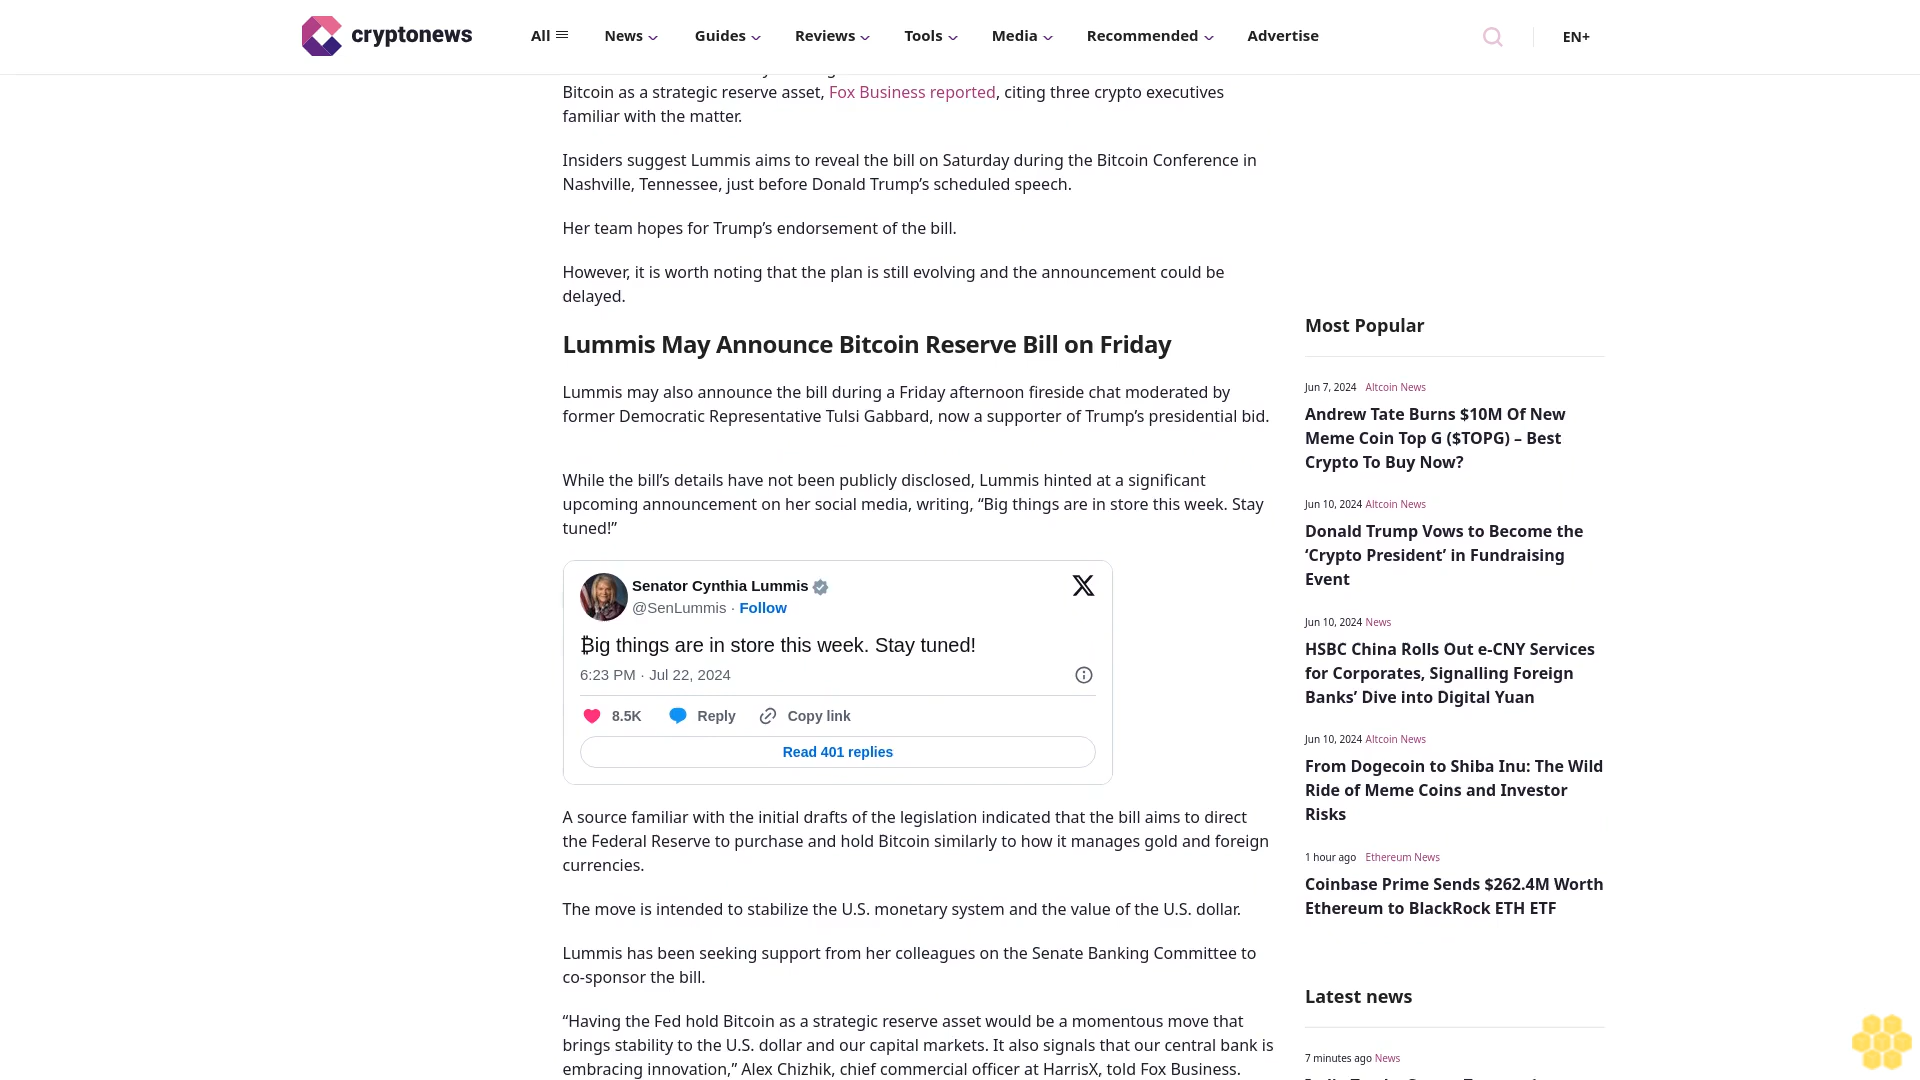 cryptonews
All
News
Guides
Reviews
Tools
Media
Recommended
Advertise
EN+
Bitcoin as a strategic reserve asset, Fox Business reported, citing three crypto executives
familiar with the matter.
Insiders suggest Lummis aims to reveal the bill on Saturday during the Bitcoin Conference in
Nashville, Tennessee, just before Donald Trump’s scheduled speech.
Her team hopes for Trump’s endorsement of the bill.
However, it is worth noting that the plan is still evolving and the announcement could be
delayed.
Lummis May Announce Bitcoin Reserve Bill on Friday
Lummis may also announce the bill during a Friday afternoon fireside chat moderated by
former Democratic Representative Tulsi Gabbard, now a supporter of Trump’s presidential bid.
While the bill’s details have not been publicly disclosed, Lummis hinted at a significant
upcoming announcement on her social media, writing, “Big things are in store this week. Stay
tuned!”
Senator Cynthia Lummis
@SenLummis · Follow
₿ig things are in store this week. Stay tuned!
6:23 PM · Jul 22, 2024
8.5K
Reply
Copy link
Read 401 replies
A source familiar with the initial drafts of the legislation indicated that the bill aims to direct
the Federal Reserve to purchase and hold Bitcoin similarly to how it manages gold and foreign
currencies.
The move is intended to stabilize the U.S. monetary system and the value of the U.S. dollar.
Lummis has been seeking support from her colleagues on the Senate Banking Committee to
co-sponsor the bill.
“Having the Fed hold Bitcoin as a strategic reserve asset would be a momentous move that
brings stability to the U.S. dollar and our capital markets. It also signals that our central bank is
embracing innovation,” Alex Chizhik, chief commercial officer at HarrisX, told Fox Business.
Most Popular
Jun 7, 2024 Altcoin News
Andrew Tate Burns $10M Of New
Meme Coin Top G ($TOPG) – Best
Crypto To Buy Now?
Jun 10, 2024 Altcoin News
Donald Trump Vows to Become the
‘Crypto President’ in Fundraising
Event
Jun 10, 2024 News
HSBC China Rolls Out e-CNY Services
for Corporates, Signalling Foreign
Banks’ Dive into Digital Yuan
Jun 10, 2024 Altcoin News
From Dogecoin to Shiba Inu: The Wild
Ride of Meme Coins and Investor
Risks
1 hour ago Ethereum News
Coinbase Prime Sends $262.4M Worth
Ethereum to BlackRock ETH ETF
Latest news
7 minutes ago News